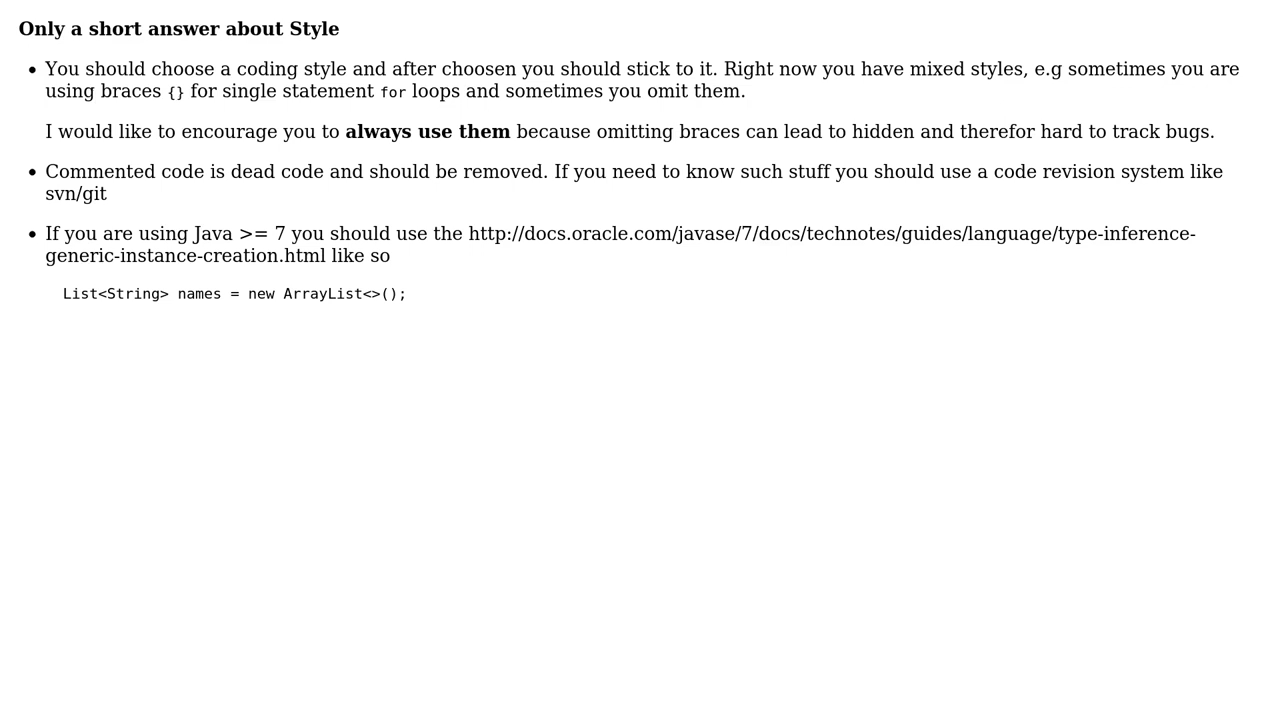 Only a short answer about Style
• You should choose a coding style and after choosen you should stick to it. Right now you have mixed styles, e.g sometimes you are
using braces {} for single statement for loops and sometimes you omit them.
I would like to encourage you to always use them because omitting braces can lead to hidden and therefor hard to track bugs.
• Commented code is dead code and should be removed. If you need to know such stuff you should use a code revision system like
svn/git
• If you are using Java >= 7 you should use the http://docs.oracle.com/javase/7/docs/technotes/guides/language/type-inference-
generic-instance-creation.html like so
List<String> names = new ArrayList<>();